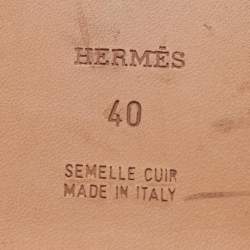 HERMÈS
40
SEMELLE CUIR
MADE IN ITALY